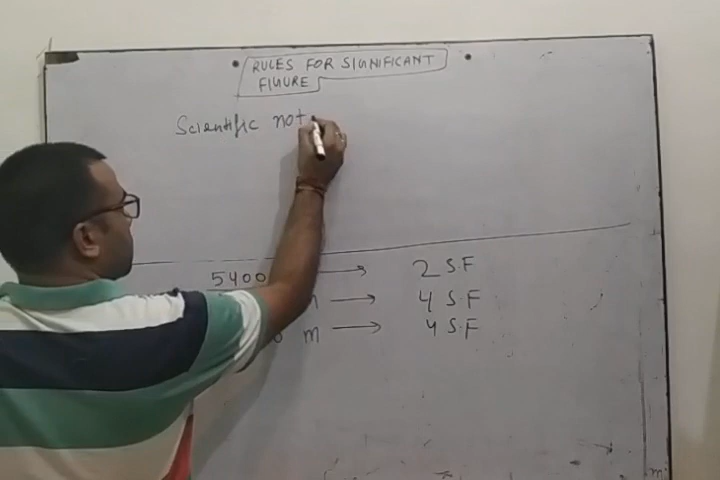 RULES FOR SIGNIFICANT
FIGURE
Scientific not
5400 → 2 S.F
→ 4 S.F
m → 4 S.F